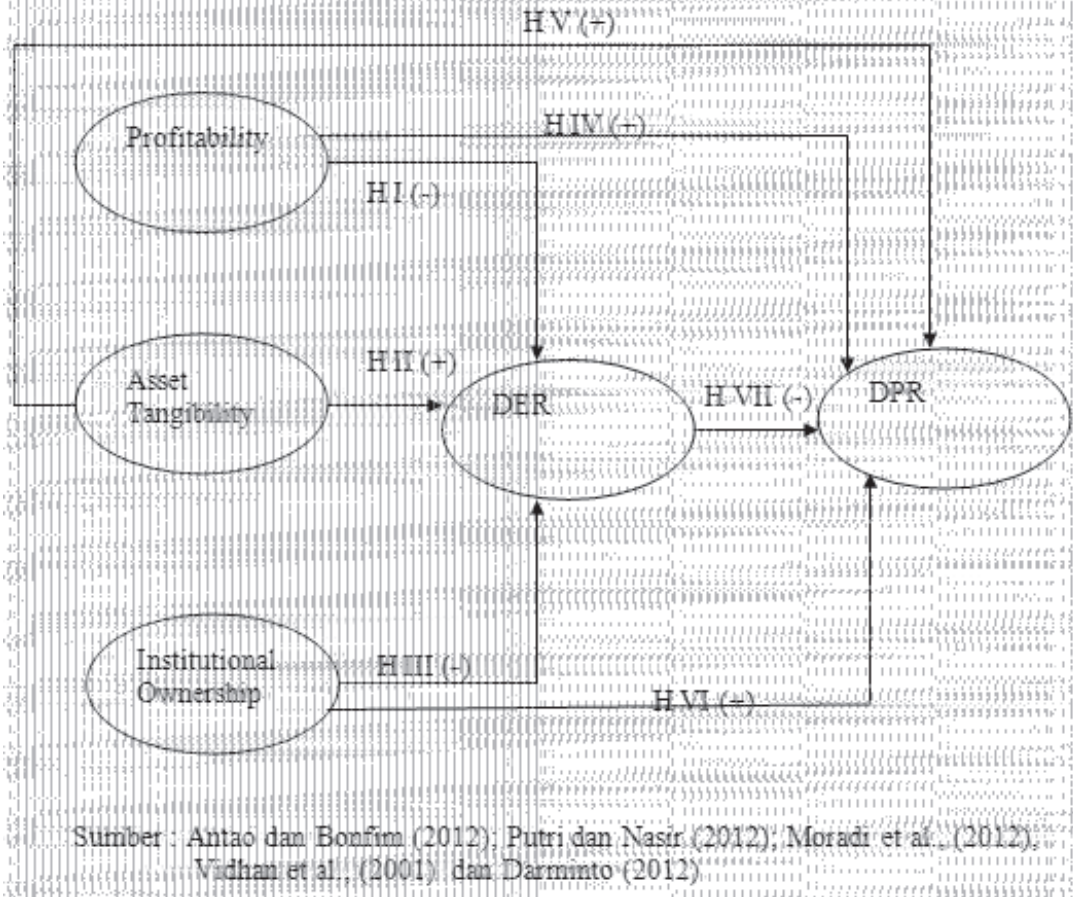 H V (+)
Profitability
H IV (+)
H I (-)
Asset
Tangibility
H II (+)
DER
H VII (-)
DPR
Institutional
Ownership
H III (-)
H VI (+)
Sumber : Antao dan Bonfim (2012); Putri dan Nasir (2012); Moradi et al., (2012),
Vidhan et al., (2001) dan Darminto (2012)